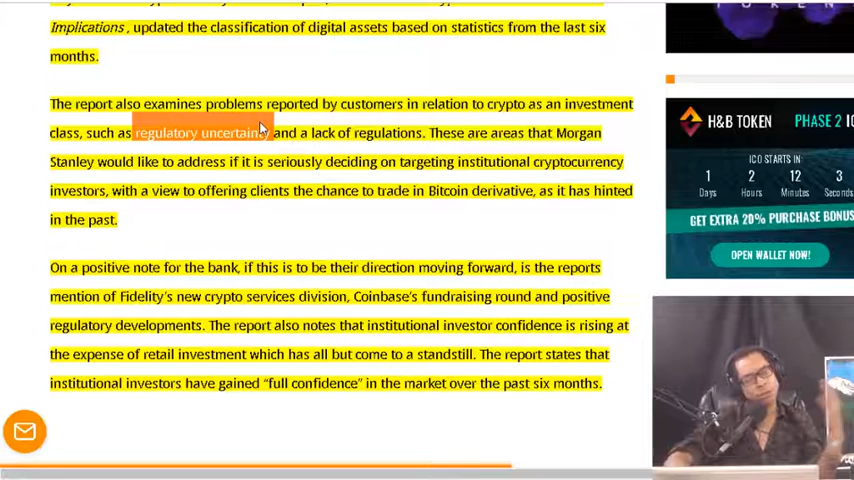 T O K E N
Implications, updated the classification of digital assets based on statistics from the last six
months.
The report also examines problems reported by customers in relation to crypto as an investment
class, such as regulatory uncertainty and a lack of regulations. These are areas that Morgan
Stanley would like to address if it is seriously deciding on targeting institutional cryptocurrency
investors, with a view to offering clients the chance to trade in Bitcoin derivative, as it has hinted
in the past.
On a positive note for the bank, if this is to be their direction moving forward, is the reports
mention of Fidelity's new crypto services division, Coinbase's fundraising round and positive
regulatory developments. The report also notes that institutional investor confidence is rising at
the expense of retail investment which has all but come to a standstill. The report states that
institutional investors have gained "full confidence" in the market over the past six months.
H&B TOKEN PHASE 2 IC
ICO STARTS IN:
1 2 12 3
Days Hours Minutes Seconds
GET EXTRA 20% PURCHASE BONUS
OPEN WALLET NOW!